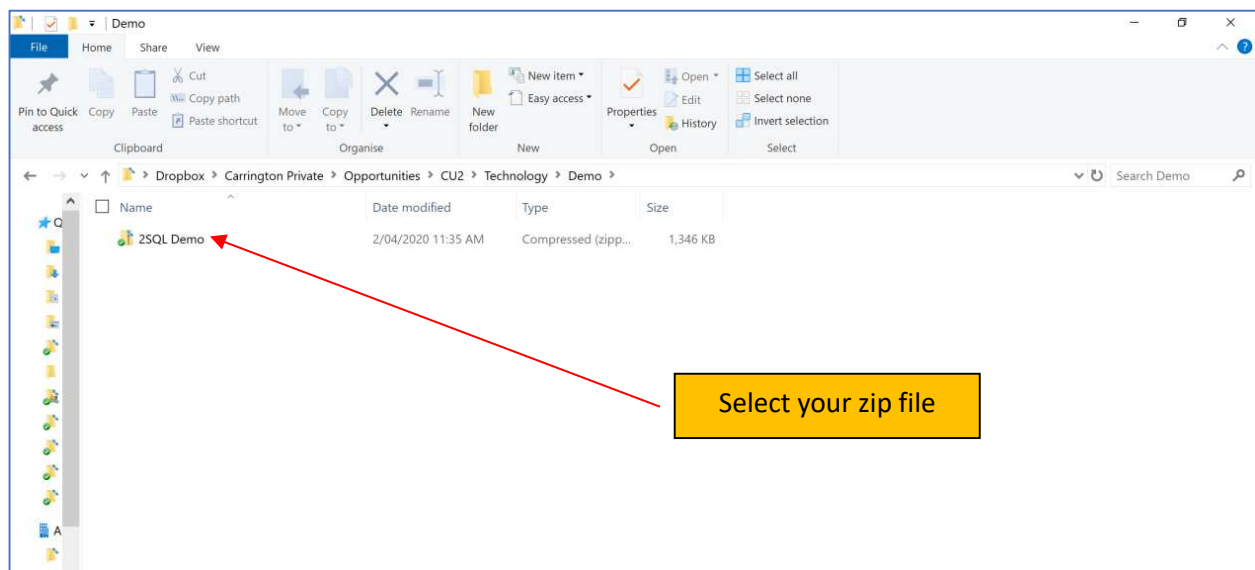 Demo
File Home Share View
Pin to Quick access
Copy
Paste
Cut
Copy path
Paste shortcut
Clipboard
Move to
Copy to
Delete
Rename
Organise
New folder
New item
Easy access
New
Properties
Open
Edit
History
Open
Select all
Select none
Invert selection
Select
Dropbox > Carrington Private > Opportunities > CU2 > Technology > Demo >
Search Demo
Name Date modified Type Size
2SQL Demo 2/04/2020 11:35 AM Compressed (zipp... 1,346 KB
Q
A
Select your zip file